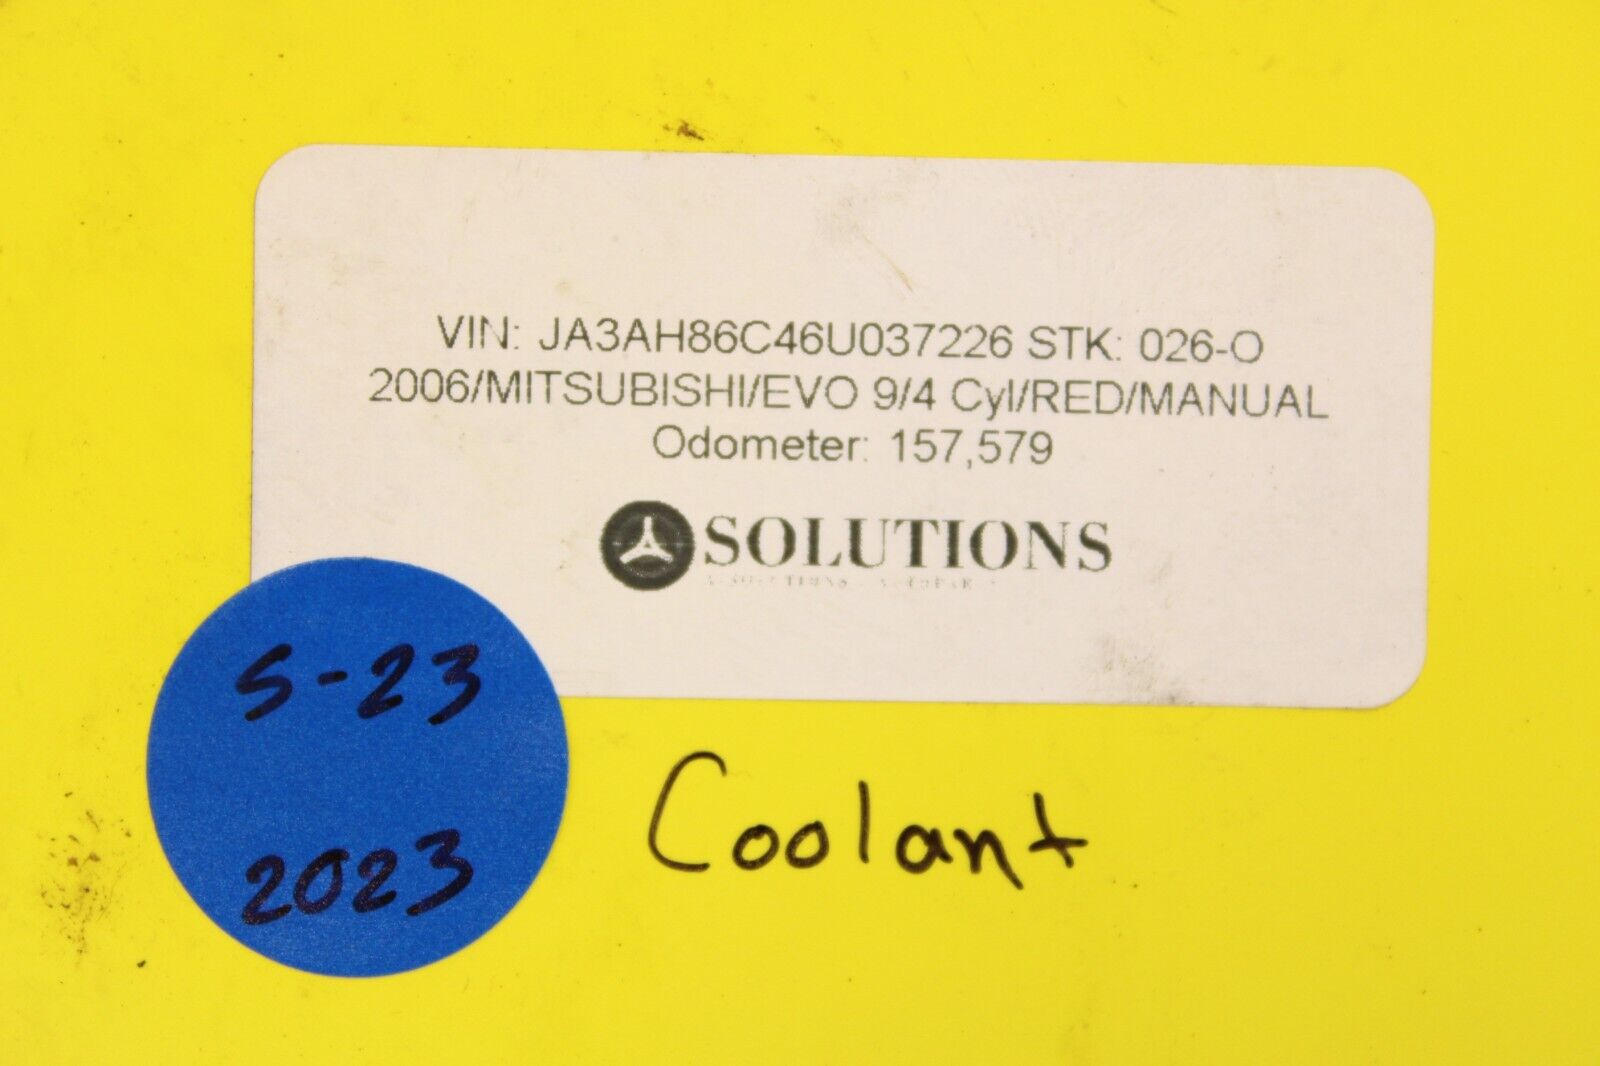 VIN: JA3AH86C46U037226 STK: 026-O
2006/MITSUBISHI/EVO 9/4 Cyl/RED/MANUAL
Odometer: 157,579
SOLUTIONS
S-23
2023
Coolant